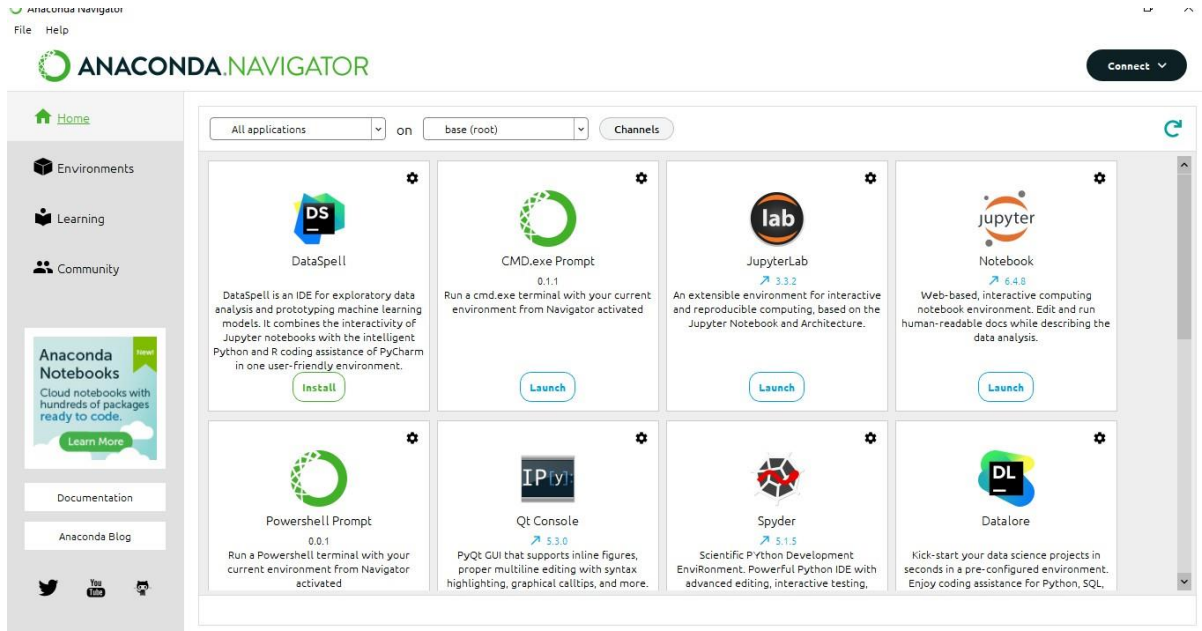 Anaconda Navigator
File Help
ANACONDA.NAVIGATOR
Connect
Home
Environments
Learning
Community
Anaconda Notebooks
New!
Cloud notebooks with
hundreds of packages
ready to code.
Learn More
Documentation
Anaconda Blog
You
Tube
All applications on base (root) Channels
DS
DataSpell
DataSpell is an IDE for exploratory data
analysis and prototyping machine learning
models. It combines the interactivity of
Jupyter notebooks with the intelligent
Python and R coding assistance of PyCharm
in one user-friendly environment.
Install
CMD.exe Prompt
0.1.1
Run a cmd.exe terminal with your current
environment from Navigator activated
Launch
lab
JupyterLab
3.3.2
An extensible environment for interactive
and reproducible computing, based on the
Jupyter Notebook and Architecture.
Launch
jupyter
Notebook
6.4.8
Web-based, interactive computing
notebook environment. Edit and run
human-readable docs while describing the
data analysis.
Launch
Powershell Prompt
0.0.1
Run a Powershell terminal with your
current environment from Navigator
activated
IP[y]:
Qt Console
5.3.0
PyQt GUI that supports inline figures,
proper multiline editing with syntax
highlighting, graphical calltips, and more.
Spyder
5.1.5
Scientific PYthon Development
EnviRonment. Powerful Python IDE with
advanced editing, interactive testing,
DL
Datalore
Kick-start your data science projects in
seconds in a pre-configured environment.
Enjoy coding assistance for Python, SQL,